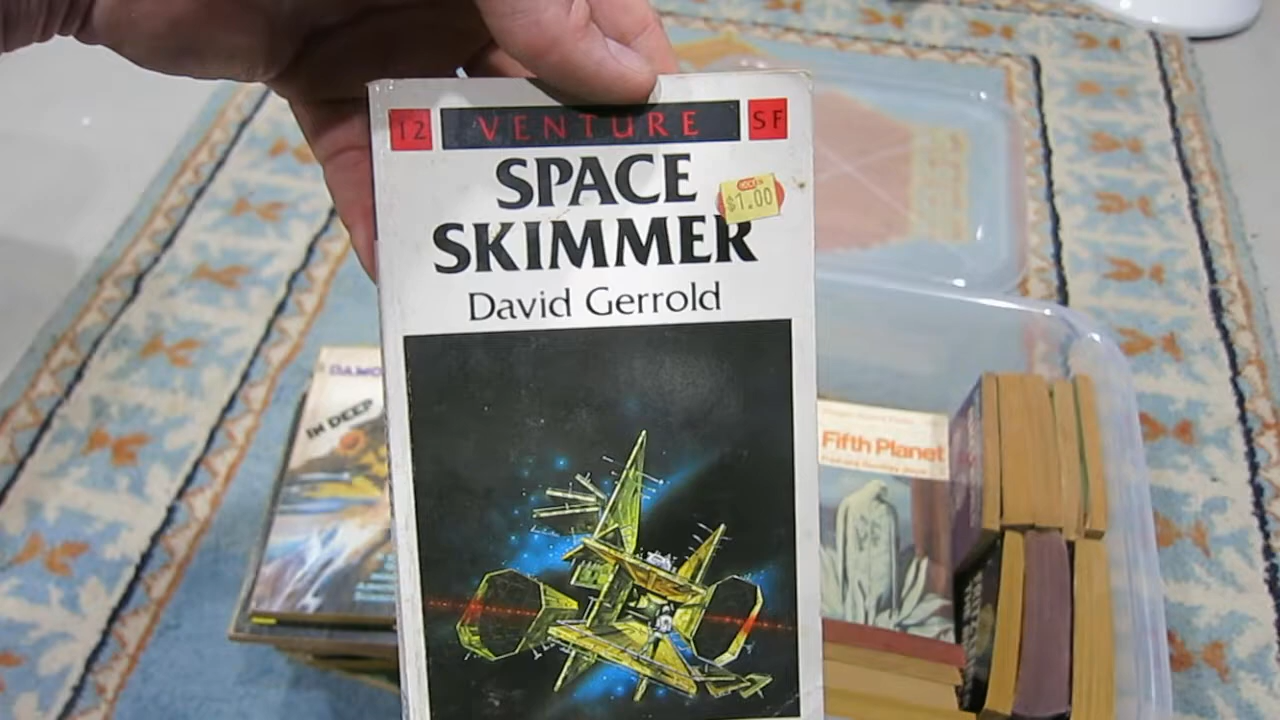 12 VENTURE SF
SPACE
SKIMMER
$1.00
David Gerrold
IN DEEP
Fifth Planet